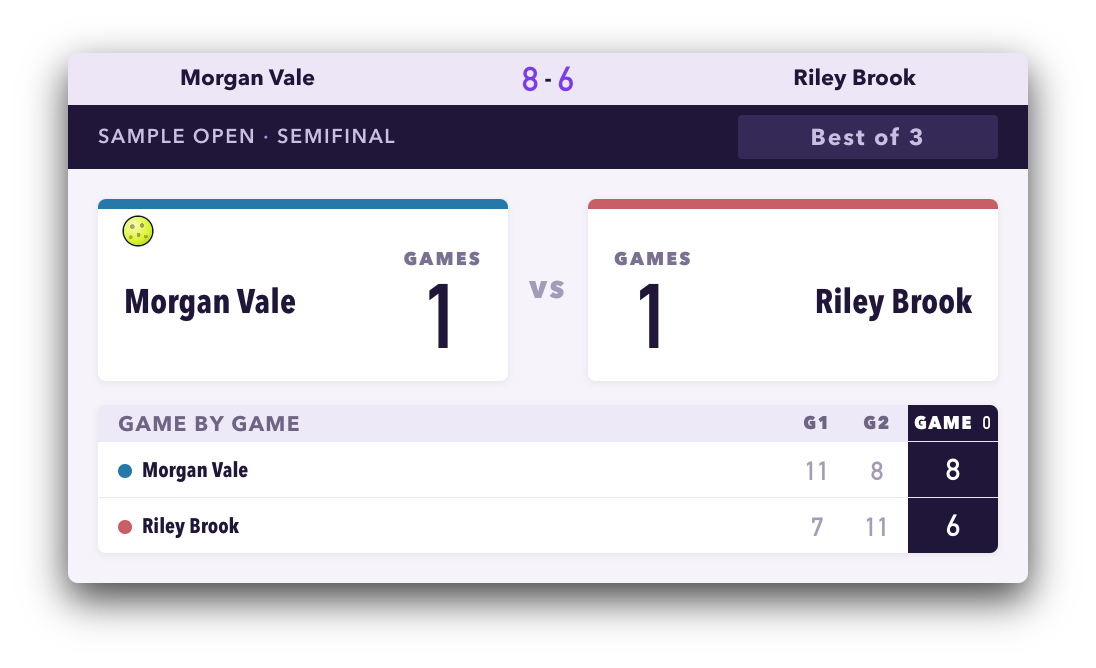 Morgan Vale 8 - 6 Riley Brook
SAMPLE OPEN · SEMIFINAL Best of 3
GAMES GAMES
Morgan Vale 1 VS 1 Riley Brook
GAME BY GAME G1 G2 GAME 0
Morgan Vale 11 8 8
Riley Brook 7 11 6